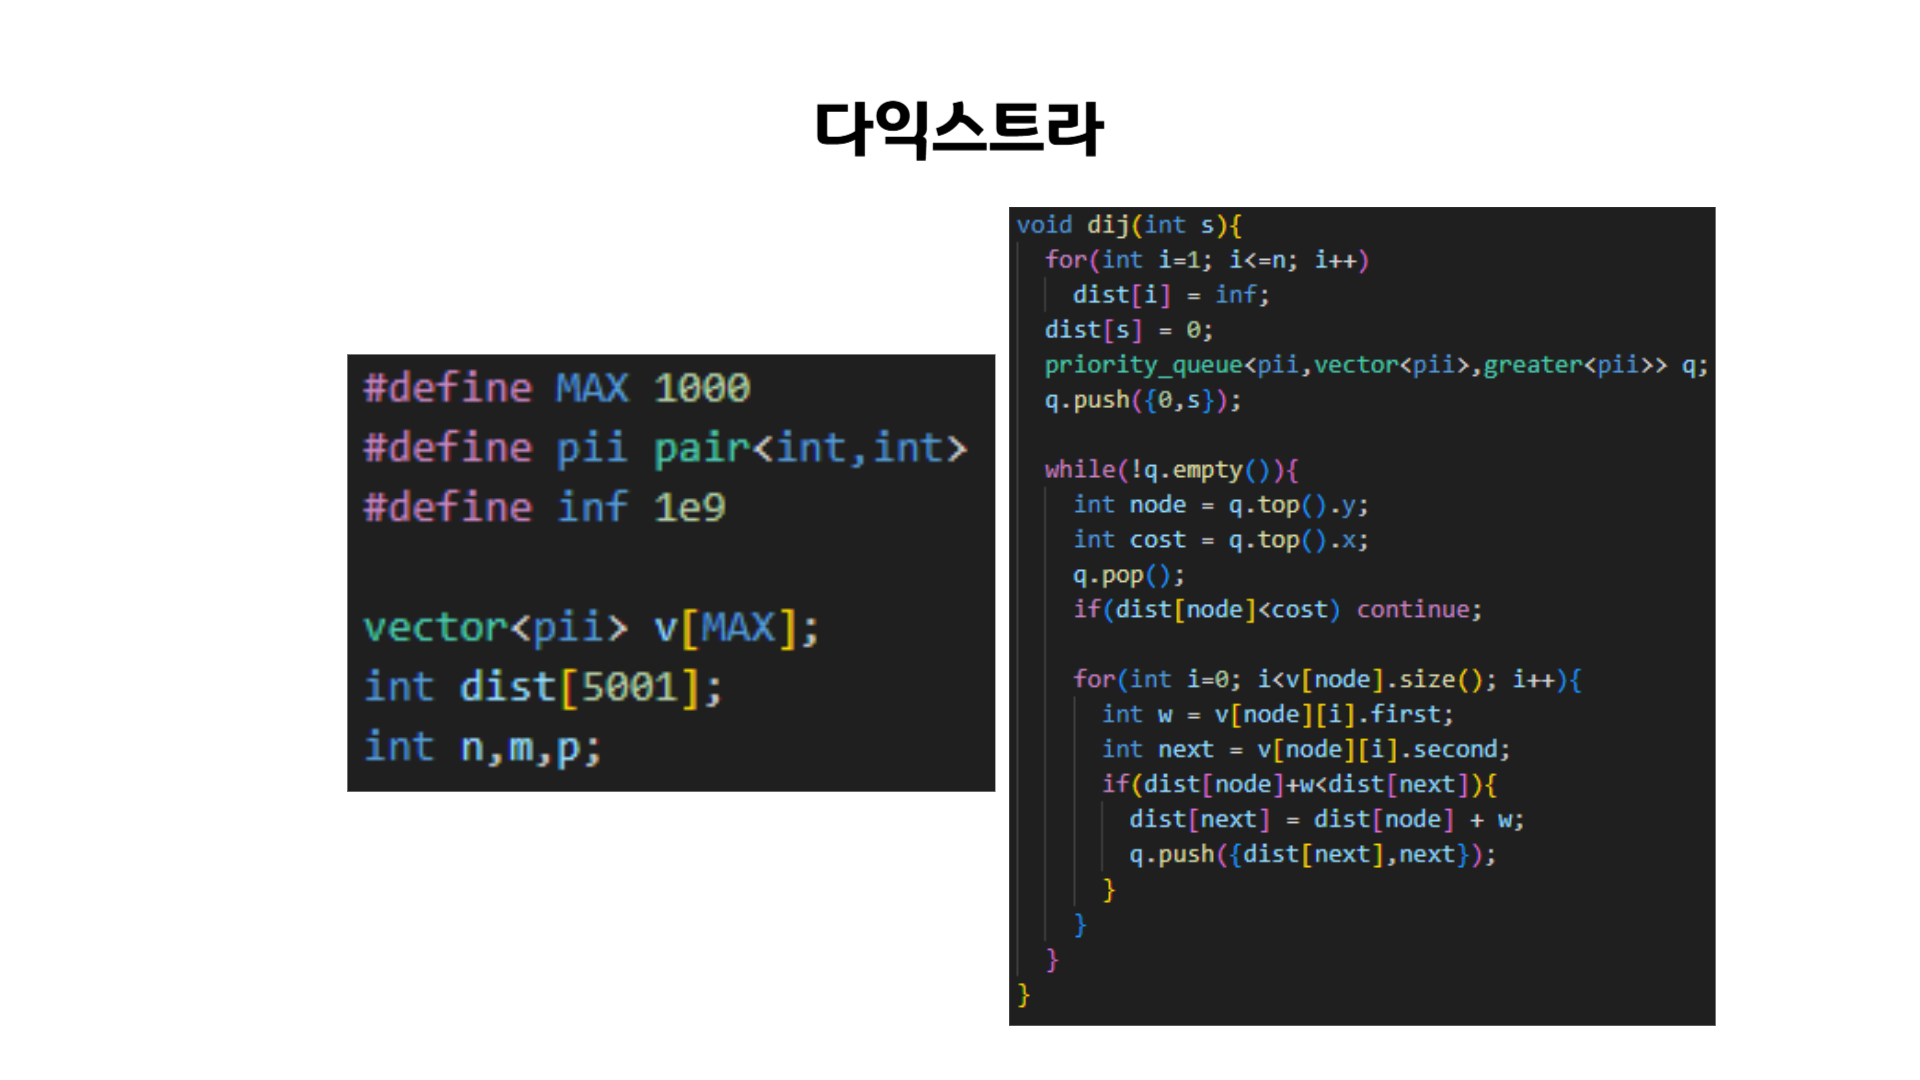 다익스트라
#define MAX 1000
#define pii pair<int,int>
#define inf 1e9
vector<pii> v[MAX];
int dist[5001];
int n,m,p;
void dij(int s){
for(int i=1; i<=n; i++)
dist[i] = inf;
dist[s] = 0;
priority_queue<pii,vector<pii>,greater<pii>> q;
q.push({0,s});
while(!q.empty()){
int node = q.top().y;
int cost = q.top().x;
q.pop();
if(dist[node]<cost) continue;
for(int i=0; i<v[node].size(); i++){
int w = v[node][i].first;
int next = v[node][i].second;
if(dist[node]+w<dist[next]){
dist[next] = dist[node] + w;
q.push({dist[next],next});
}
}
}
}